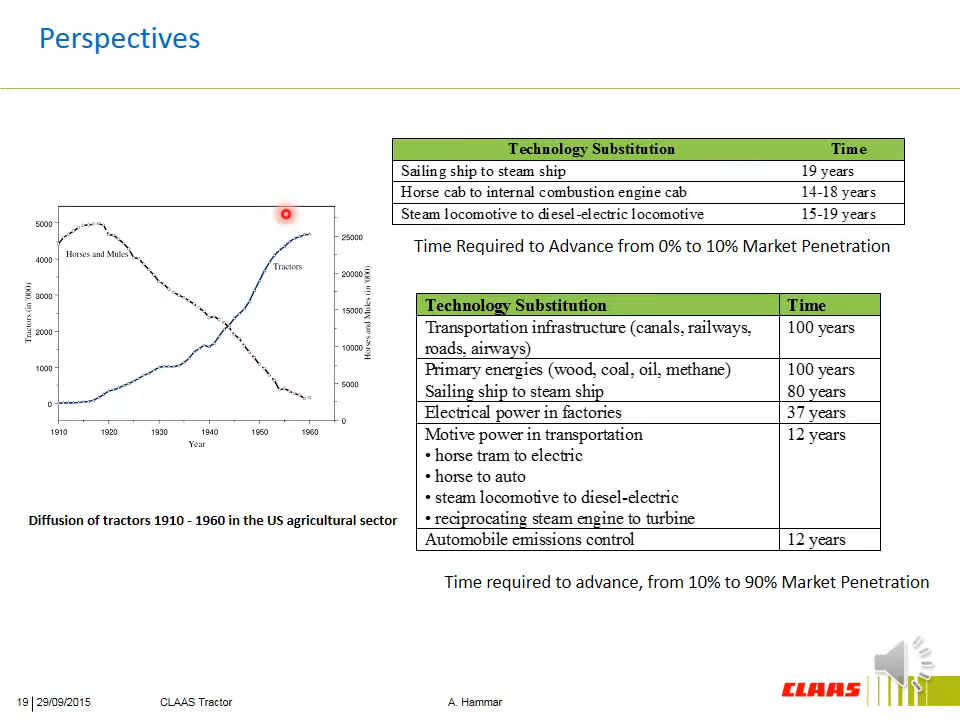 Perspectives
Technology Substitution Time
Sailing ship to steam ship 19 years
Horse cab to internal combustion engine cab 14-18 years
Steam locomotive to diesel-electric locomotive 15-19 years
Time Required to Advance from 0% to 10% Market Penetration
5000
4000
3000
2000
1000
0
Tractors (in '000)
Horses and Mules
Tractors
25000
20000
15000
10000
5000
0
Horses and Mules (in '000)
1910 1920 1930 1940 1950 1960
Year
Diffusion of tractors 1910 - 1960 in the US agricultural sector
Technology Substitution Time
Transportation infrastructure (canals, railways, 100 years
roads, airways)
Primary energies (wood, coal, oil, methane) 100 years
Sailing ship to steam ship 80 years
Electrical power in factories 37 years
Motive power in transportation 12 years
• horse tram to electric
• horse to auto
• steam locomotive to diesel-electric
• reciprocating steam engine to turbine
Automobile emissions control 12 years
Time required to advance, from 10% to 90% Market Penetration
19 29/09/2015 CLAAS Tractor A. Hammar
CLAAS